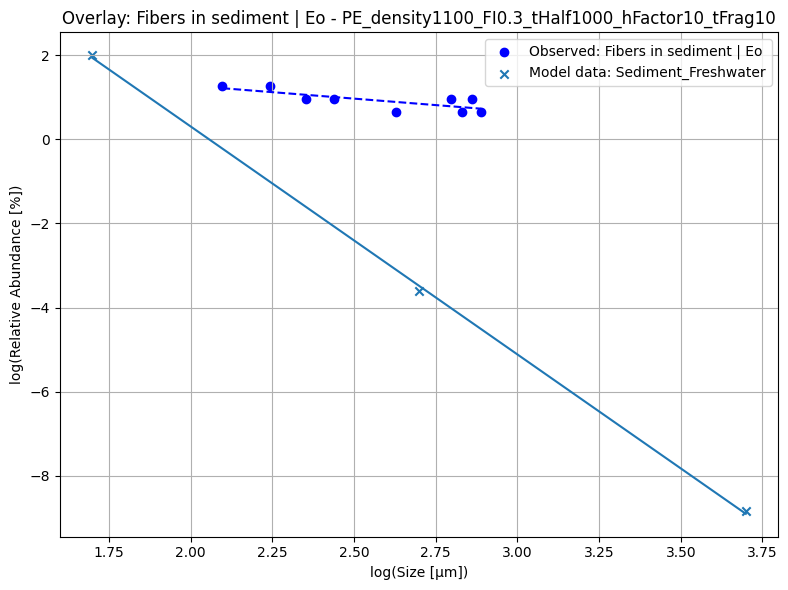 Overlay: Fibers in sediment | Eo - PE_density1100_FI0.3_tHalf1000_hFactor10_tFrag10
Observed: Fibers in sediment | Eo
Model data: Sediment_Freshwater
log(Relative Abundance [%])
2
0
−2
−4
−6
−8
1.75 2.00 2.25 2.50 2.75 3.00 3.25 3.50 3.75
log(Size [μm])